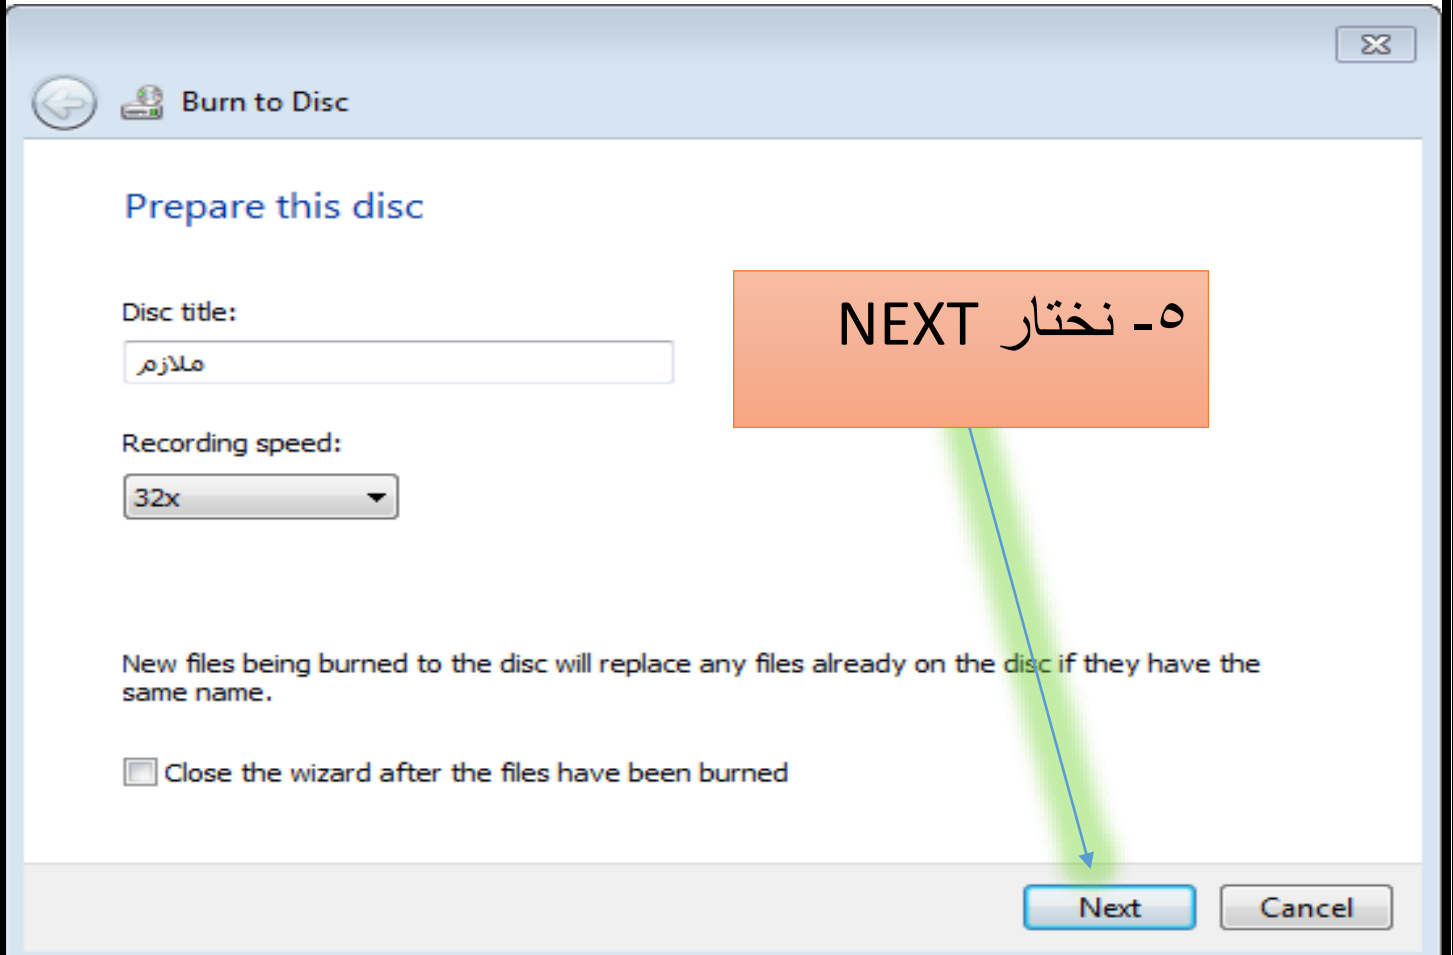 Burn to Disc
Prepare this disc
Disc title:
ملازم
٥- نختار NEXT
Recording speed:
32x
New files being burned to the disc will replace any files already on the disc if they have the
same name.
Close the wizard after the files have been burned
Next
Cancel